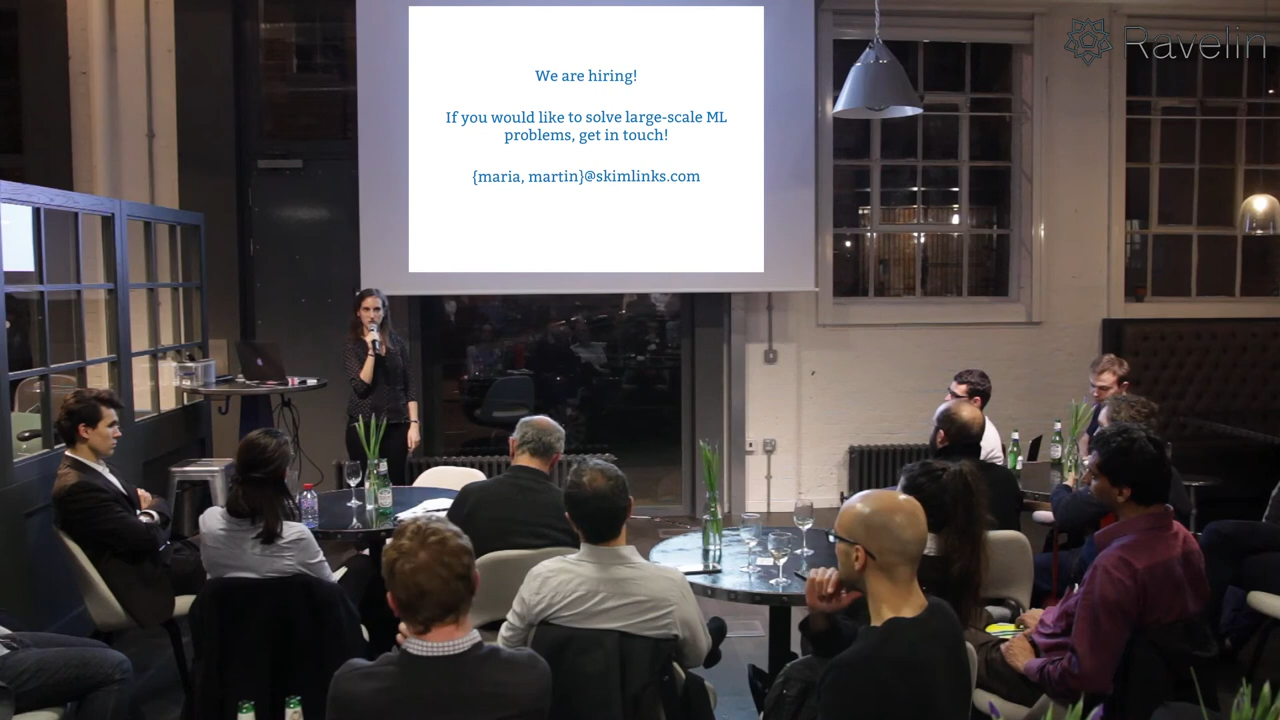 We are hiring!
If you would like to solve large-scale ML
problems, get in touch!
{maria, martin}@skimlinks.com
Ravelin